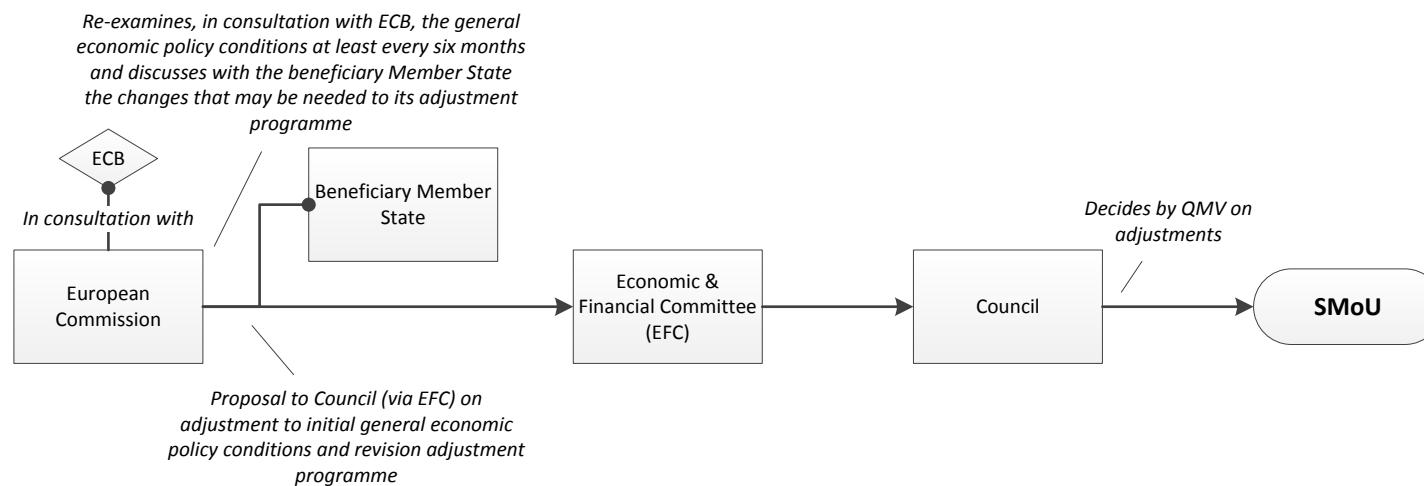 Re-examines, in consultation with ECB, the general
economic policy conditions at least every six months
and discusses with the beneficiary Member State
the changes that may be needed to its adjustment
programme
ECB
In consultation with
Beneficiary Member
State
European
Commission
Economic &
Financial Committee
(EFC)
Council
Decides by QMV on
adjustments
SMoU
Proposal to Council (via EFC) on
adjustment to initial general economic
policy conditions and revision adjustment
programme